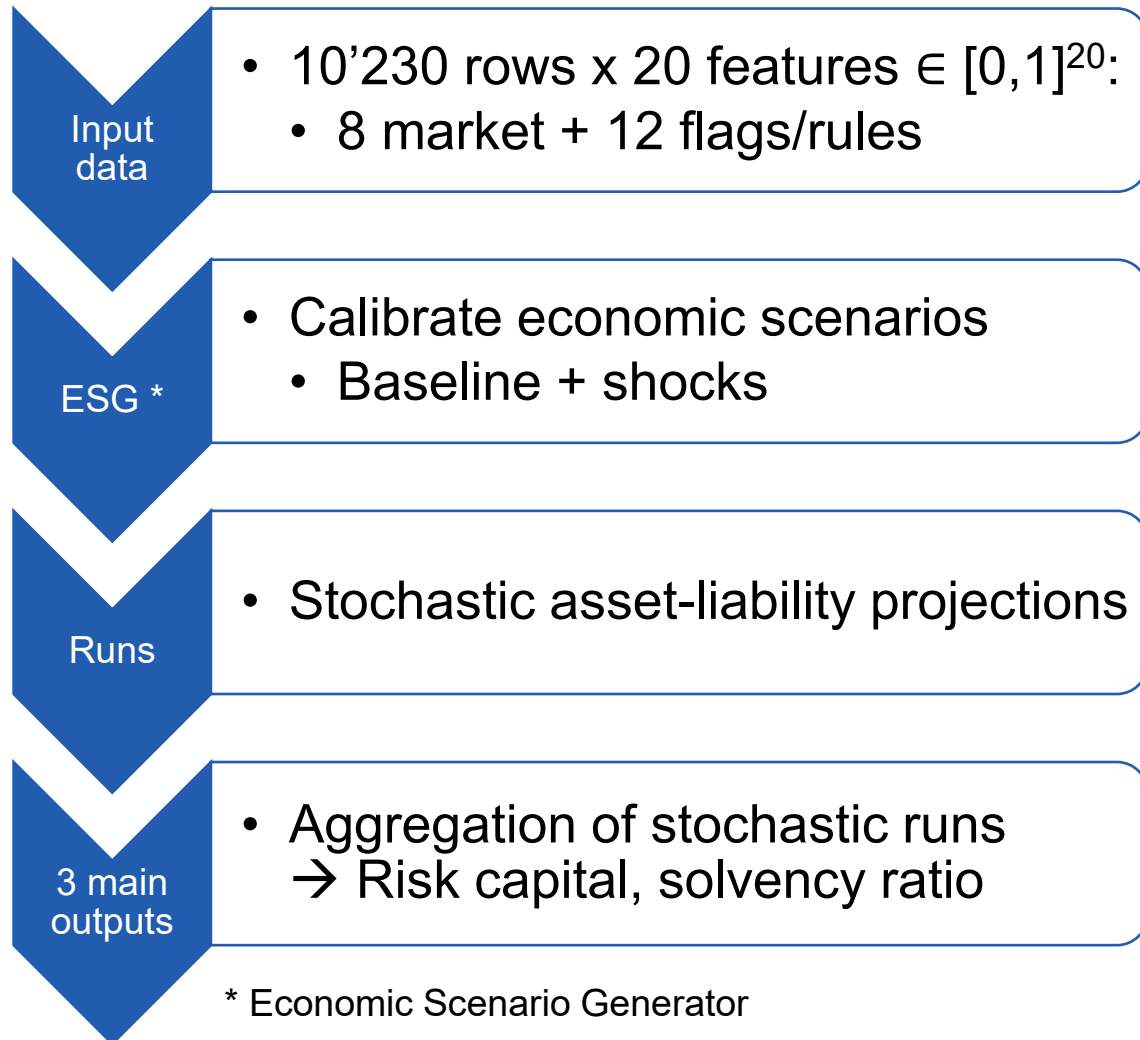 Input
data
• 10’230 rows x 20 features ∈ [0,1]²⁰:
• 8 market + 12 flags/rules
ESG *
• Calibrate economic scenarios
• Baseline + shocks
Runs
• Stochastic asset-liability projections
3 main
outputs
• Aggregation of stochastic runs
→ Risk capital, solvency ratio
* Economic Scenario Generator